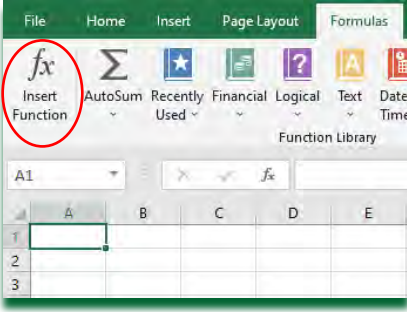 File Home Insert Page Layout Formulas
fx
Insert Function AutoSum Recently Used Financial Logical Text Date Time
Function Library
A1 fx
A B C D E
1
2
3